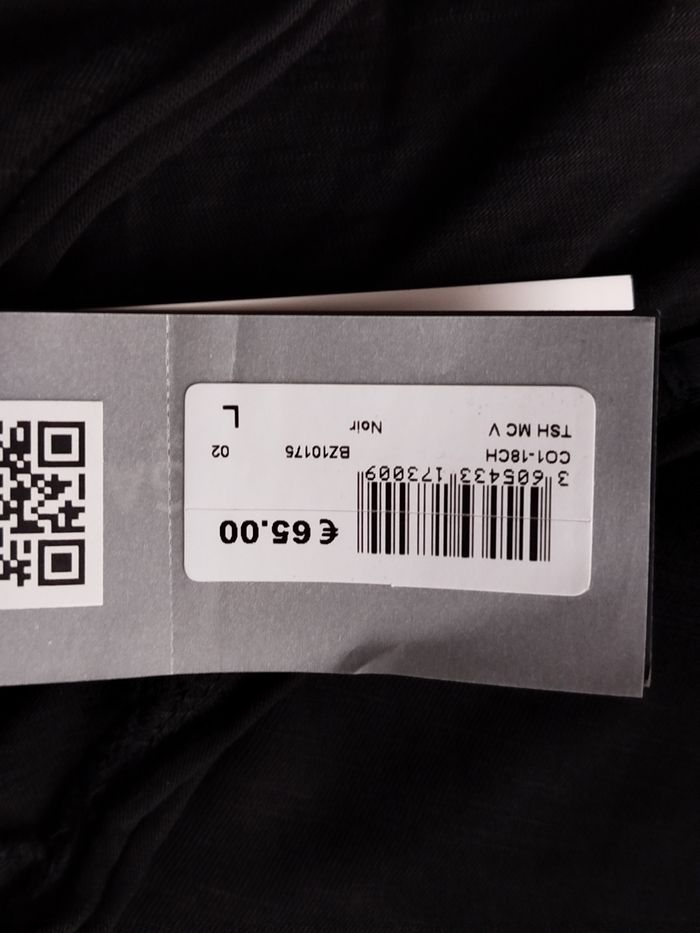 € 65.00
3 605433 173009
CO1-18CH BZ10175 02
TSH MC V Noir L